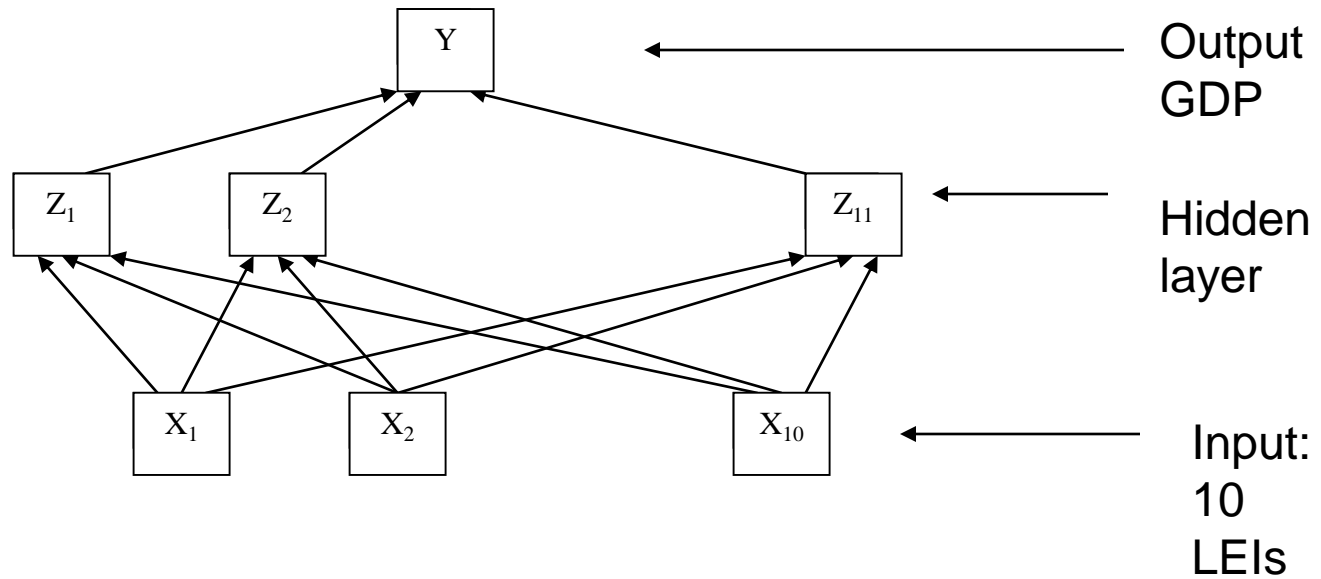 Y
Output
GDP
Z₁ Z₂ Z₁₁
Hidden
layer
X₁ X₂ X₁₀
Input:
10
LEIs